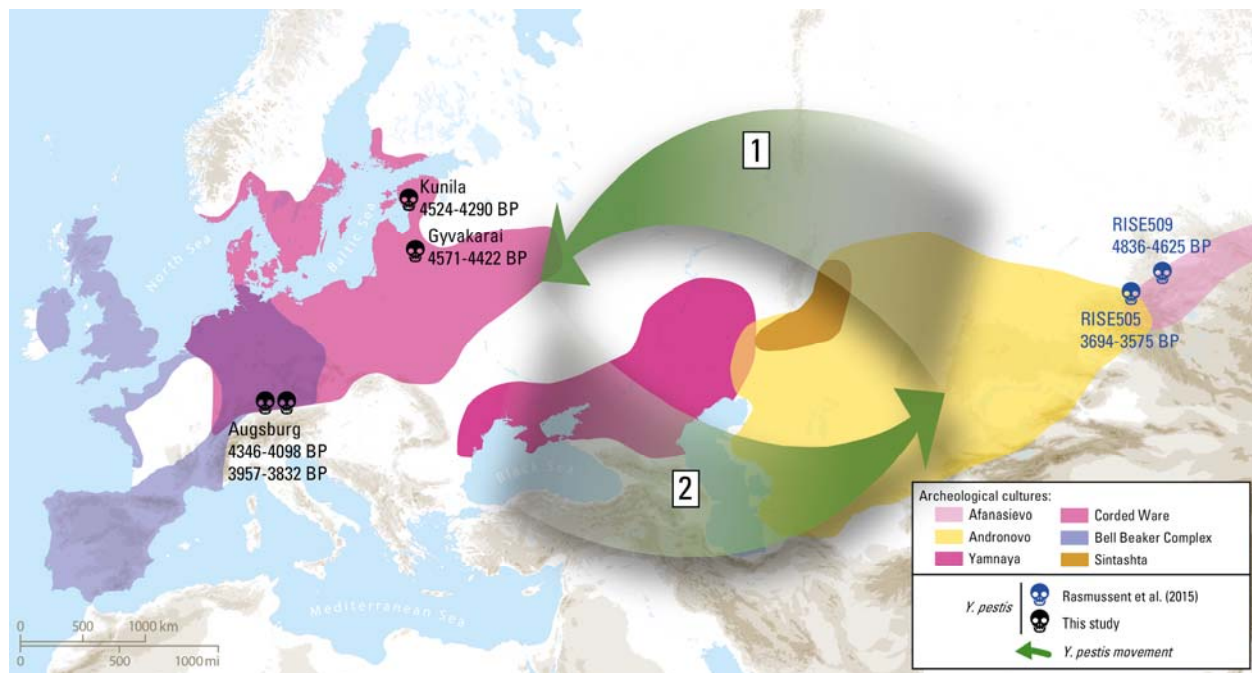 1
RISE509
4836-4625 BP
Kunila
4524-4290 BP
Gyvakarai
4571-4422 BP
North Sea
Baltic Sea
RISE505
3694-3575 BP
Augsburg
4346-4098 BP
3957-3832 BP
Black Sea
2
Mediterranean Sea
0 500 1000 km
0 500 1000 mi
Archeological cultures:
Afanasievo Corded Ware
Andronovo Bell Beaker Complex
Yamnaya Sintashta
Y. pestis
Rasmussent et al. (2015)
This study
Y. pestis movement